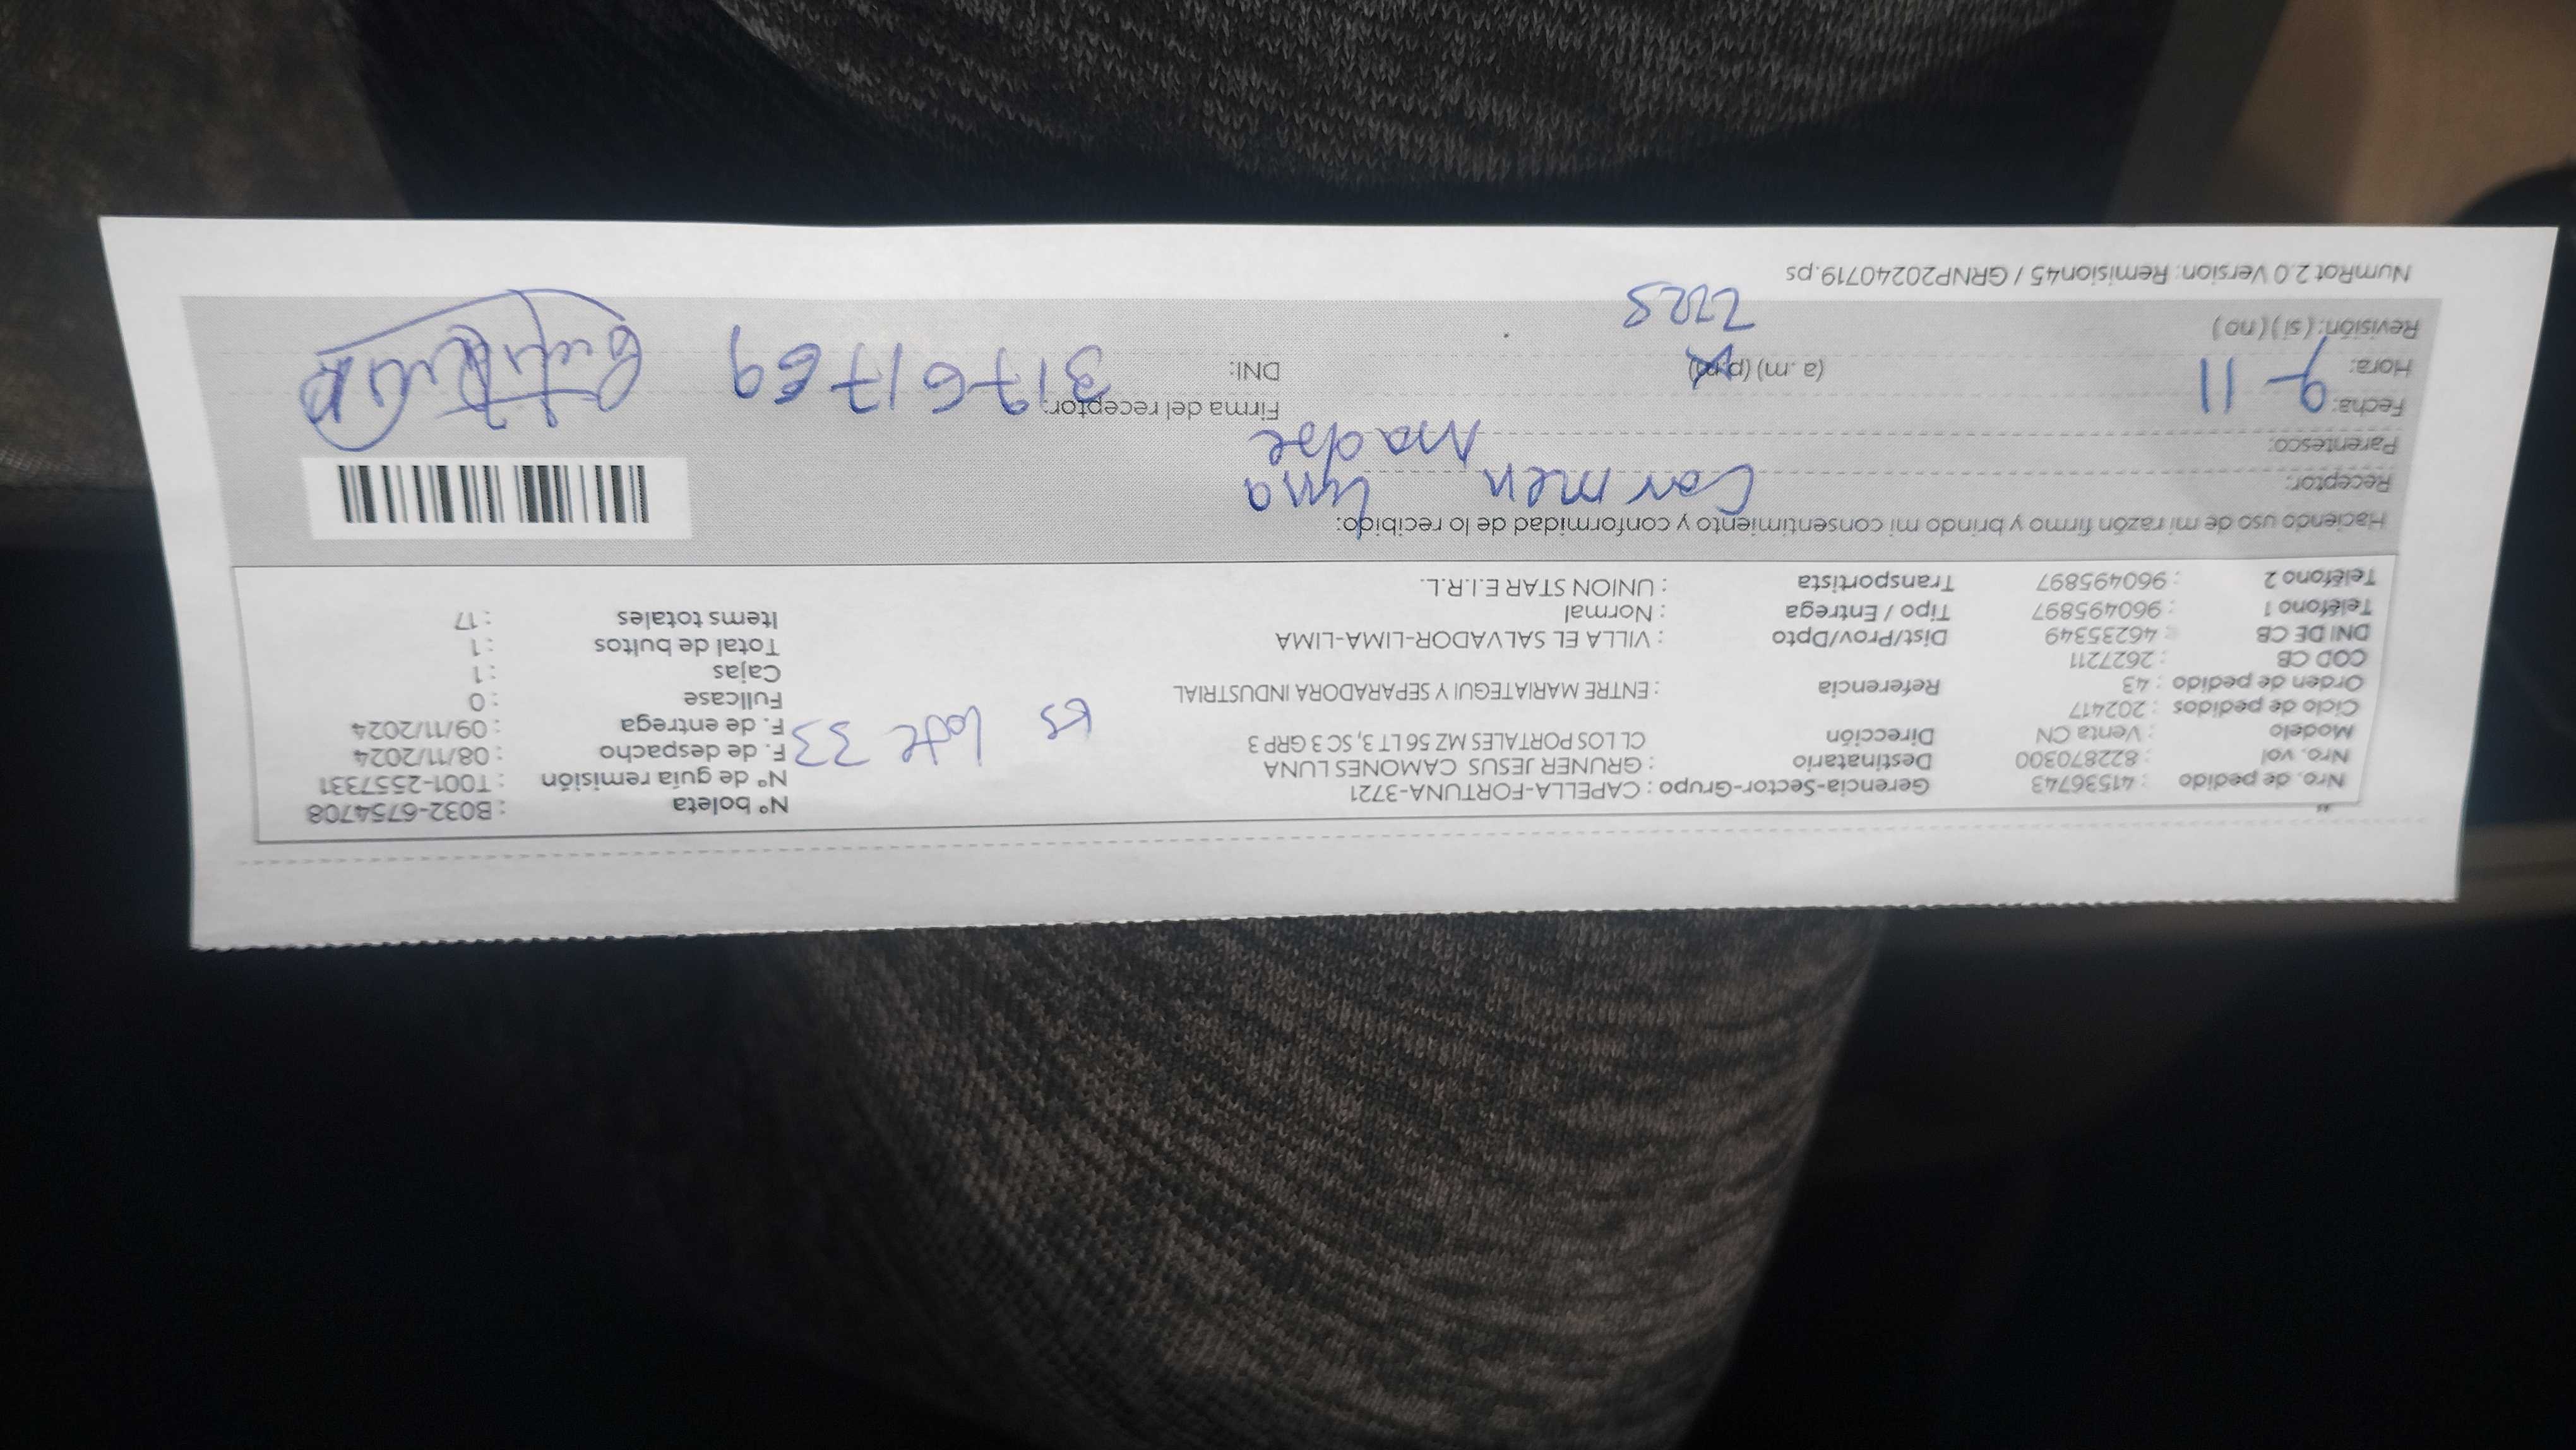 Nro. de pedido : 41536743 Gerencia-Sector-Grupo : CAPELLA-FORTUNA-3721 N° boleta : B032-6754708
Nro. vol : 822870300 Destinatario : GRUNER JESUS CAMONES LUNA N° de guía remisión : T001-2557331
Modelo : Venta CN Dirección CL LOS PORTALES MZ 56 LT 3, SC 3 GRP 3 F. de despacho : 08/11/2024
Es lote 33
Ciclo de pedidos : 202417 F. de entrega : 09/11/2024
Orden de pedido : 43 Referencia : ENTRE MARIATEGUI Y SEPARADORA INDUSTRIAL Fullcase : 0
COD CB : 2627211 Cajas : 1
DNI DE CB : 46235349 Dist/Prov/Dpto : VILLA EL SALVADOR-LIMA-LIMA Total de bultos : 1
Teléfono 1 : 960495897 Tipo / Entrega : Normal Items totales : 17
Teléfono 2 : 960495897 Transportista : UNION STAR E.I.R.L.
Haciendo uso de mi razón firmo y brindo mi consentimiento y conformidad de lo recibido:
Receptor: Carmen Luna
Parentesco: Madre
Fecha: 9-11 Firma del receptor:
Hora: (a .m) (p.m) DNI: 31761769
Revisión: ( si ) ( no )
NumRot 2.0 Version: Remision45 / GRNP20240719.ps